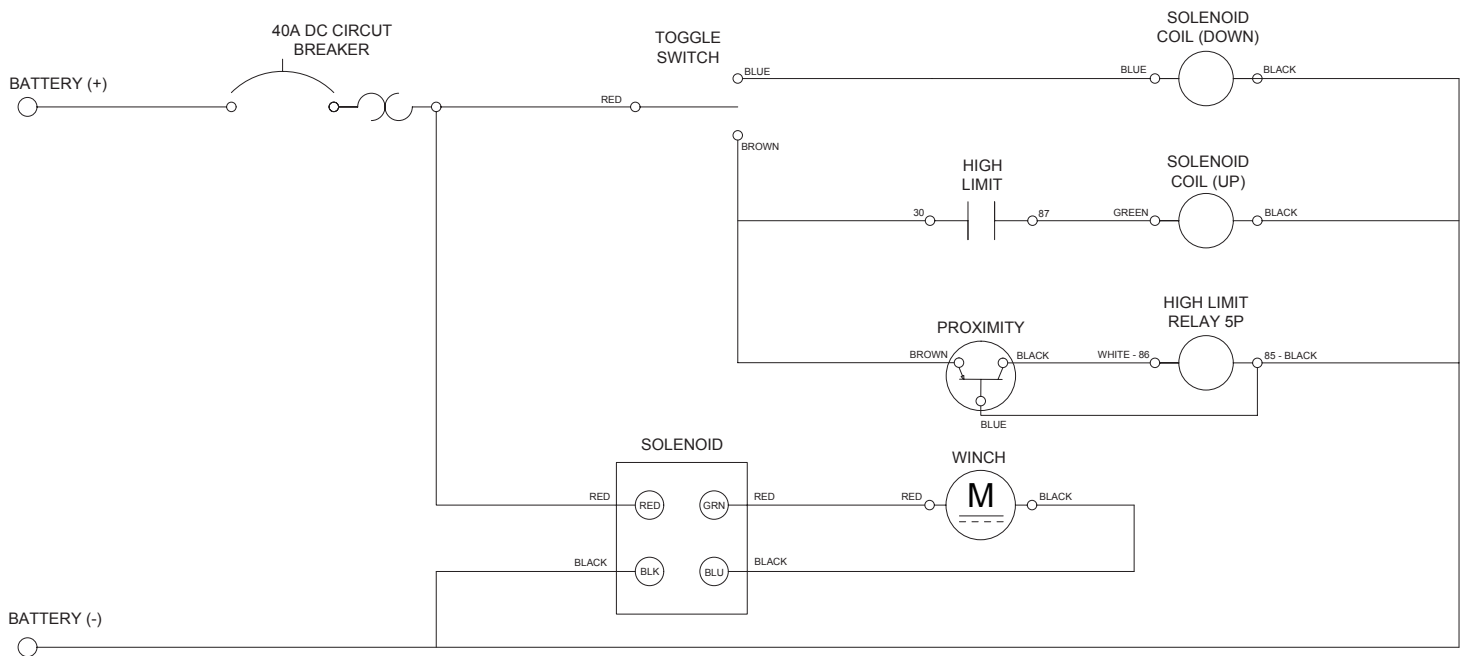 40A DC CIRCUT
BREAKER
BATTERY (+)
TOGGLE
SWITCH
RED
BLUE
BROWN
SOLENOID
COIL (DOWN)
BLUE
BLACK
HIGH
LIMIT
30
87
SOLENOID
COIL (UP)
GREEN
BLACK
PROXIMITY
BROWN
BLACK
BLUE
HIGH LIMIT
RELAY 5P
WHITE - 86
85 - BLACK
SOLENOID
RED
RED
GRN
RED
BLACK
BLK
BLU
BLACK
WINCH
RED
M
BLACK
BATTERY (-)